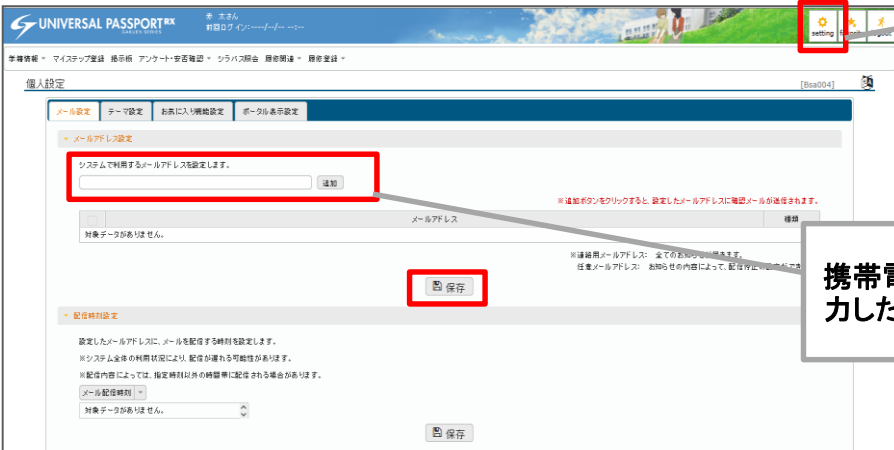 UNIVERSAL PASSPORT RX
GAKUEN SERIES
赤 太さん
前回ログイン:----/--/-- --:--
setting
学籍情報 マイステップ登録 掲示板 アンケート・安否確認 シラバス照会 履修関連 履修登録
個人設定 [Bsa004]
メール設定 テーマ設定 お気に入り機能設定 ポータル表示設定
メールアドレス設定
システムで利用するメールアドレスを設定します。
追加
※追加ボタンをクリックすると、設定したメールアドレスに確認メールが送信されます。
メールアドレス 種類
対象データがありません。
※連絡用メールアドレス: 全てのお知らせ
任意メールアドレス: お知らせの内容によって、配信停止
保存
携帯電
力した
配信時刻設定
設定したメールアドレスに、メールを配信する時刻を設定します。
※システム全体の利用状況により、配信が遅れる可能性があります。
※配信内容によっては、指定時刻以外の時間帯に配信される場合があります。
メール配信時刻
対象データがありません。
保存